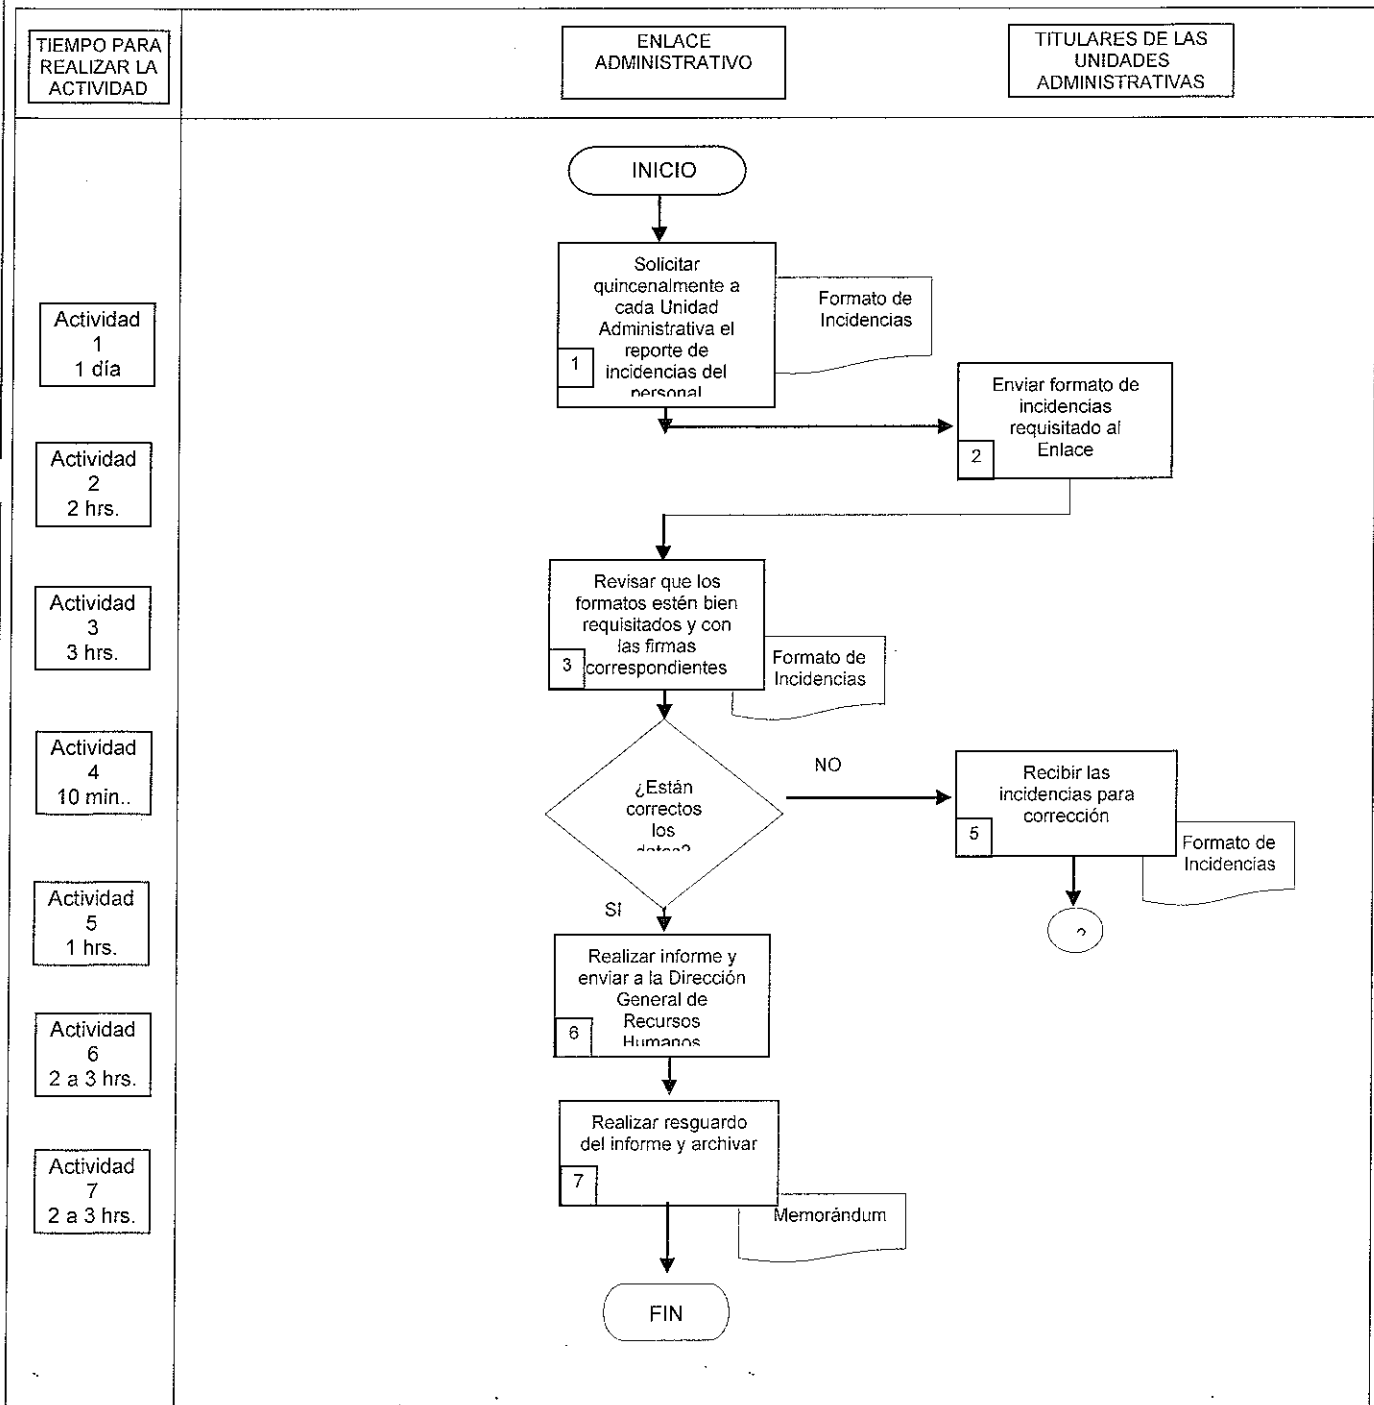 TIEMPO PARA
REALIZAR LA
ACTIVIDAD
ENLACE
ADMINISTRATIVO
TITULARES DE LAS
UNIDADES
ADMINISTRATIVAS
INICIO
Solicitar
quincenalmente a
cada Unidad
Administrativa el
reporte de
incidencias del
personal
1
Formato de
Incidencias
Actividad
1
1 día
Enviar formato de
incidencias
requisitado al
Enlace
2
Actividad
2
2 hrs.
Revisar que los
formatos estén bien
requisitados y con
las firmas
correspondientes
3
Formato de
Incidencias
Actividad
3
3 hrs.
¿Están
correctos
los
datos?
NO
SI
Actividad
4
10 min..
Recibir las
incidencias para
corrección
5
Formato de
Incidencias
Actividad
5
1 hrs.
Realizar informe y
enviar a la Dirección
General de
Recursos
Humanos
6
Actividad
6
2 a 3 hrs.
Realizar resguardo
del informe y archivar
7
Memorándum
Actividad
7
2 a 3 hrs.
FIN